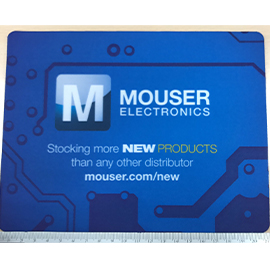 M
MOUSER
ELECTRONICS
Stocking more NEW PRODUCTS
than any other distributor
mouser.com/new